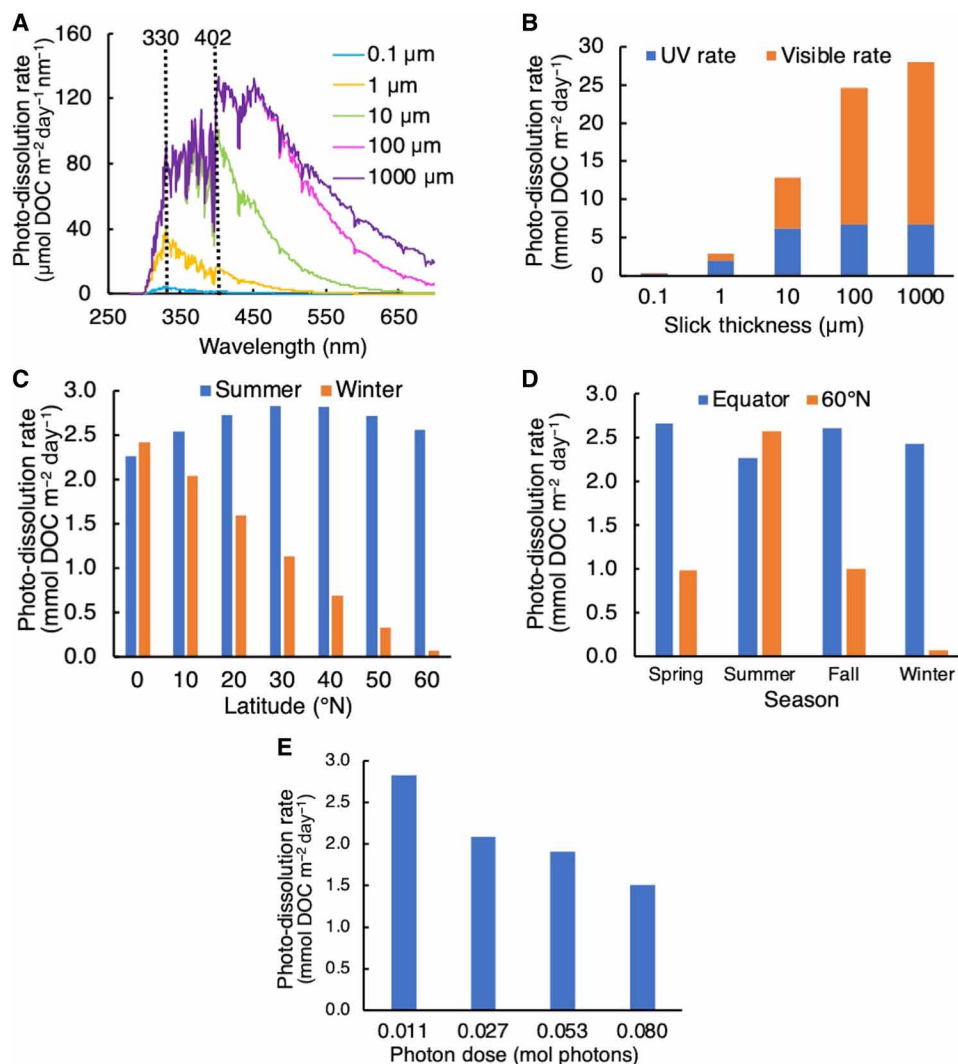 A
330 402
160
120
80
40
0
Photo-dissolution rate
(µmol DOC m⁻² day⁻¹ nm⁻¹)
0.1 µm
1 µm
10 µm
100 µm
1000 µm
250 350 450 550 650
Wavelength (nm)
B
UV rate Visible rate
30
25
20
15
10
5
0
Photo-dissolution rate
(mmol DOC m⁻² day⁻¹)
0.1 1 10 100 1000
Slick thickness (µm)
C
Summer Winter
3.0
2.5
2.0
1.5
1.0
0.5
0.0
Photo-dissolution rate
(mmol DOC m⁻² day⁻¹)
0 10 20 30 40 50 60
Latitude (°N)
D
Equator 60°N
3.0
2.5
2.0
1.5
1.0
0.5
0.0
Photo-dissolution rate
(mmol DOC m⁻² day⁻¹)
Spring Summer Fall Winter
Season
E
3.0
2.5
2.0
1.5
1.0
0.5
0.0
Photo-dissolution rate
(mmol DOC m⁻² day⁻¹)
0.011 0.027 0.053 0.080
Photon dose (mol photons)